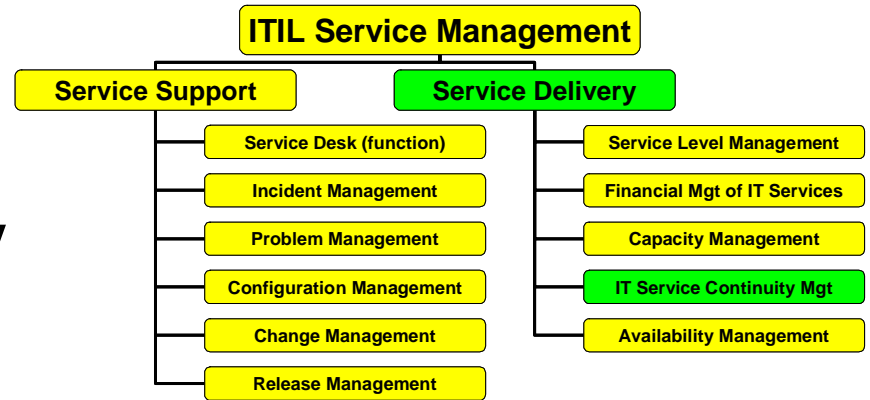 ITIL Service Management
Service Support
Service Delivery
Service Desk (function)
Incident Management
Problem Management
Configuration Management
Change Management
Release Management
Service Level Management
Financial Mgt of IT Services
Capacity Management
IT Service Continuity Mgt
Availability Management